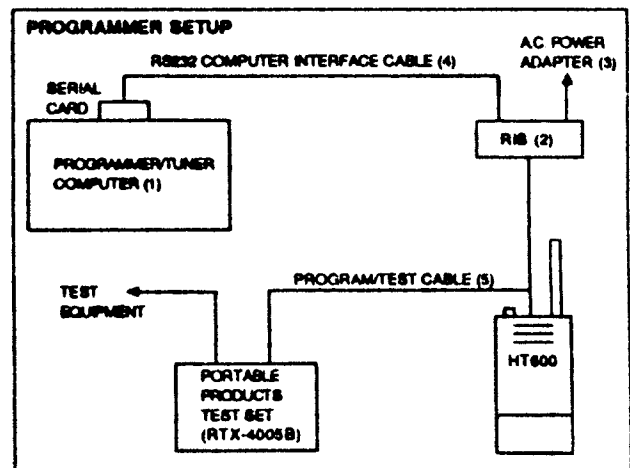 PROGRAMMER SETUP
A.C POWER
ADAPTER (3)
RS232 COMPUTER INTERFACE CABLE (4)
SERIAL
CARD
RIB (2)
PROGRAMMER/TUNER
COMPUTER (1)
PROGRAM/TEST CABLE (5)
TEST
EQUIPMENT
HT600
PORTABLE
PRODUCTS
TEST SET
(RTX-4005B)